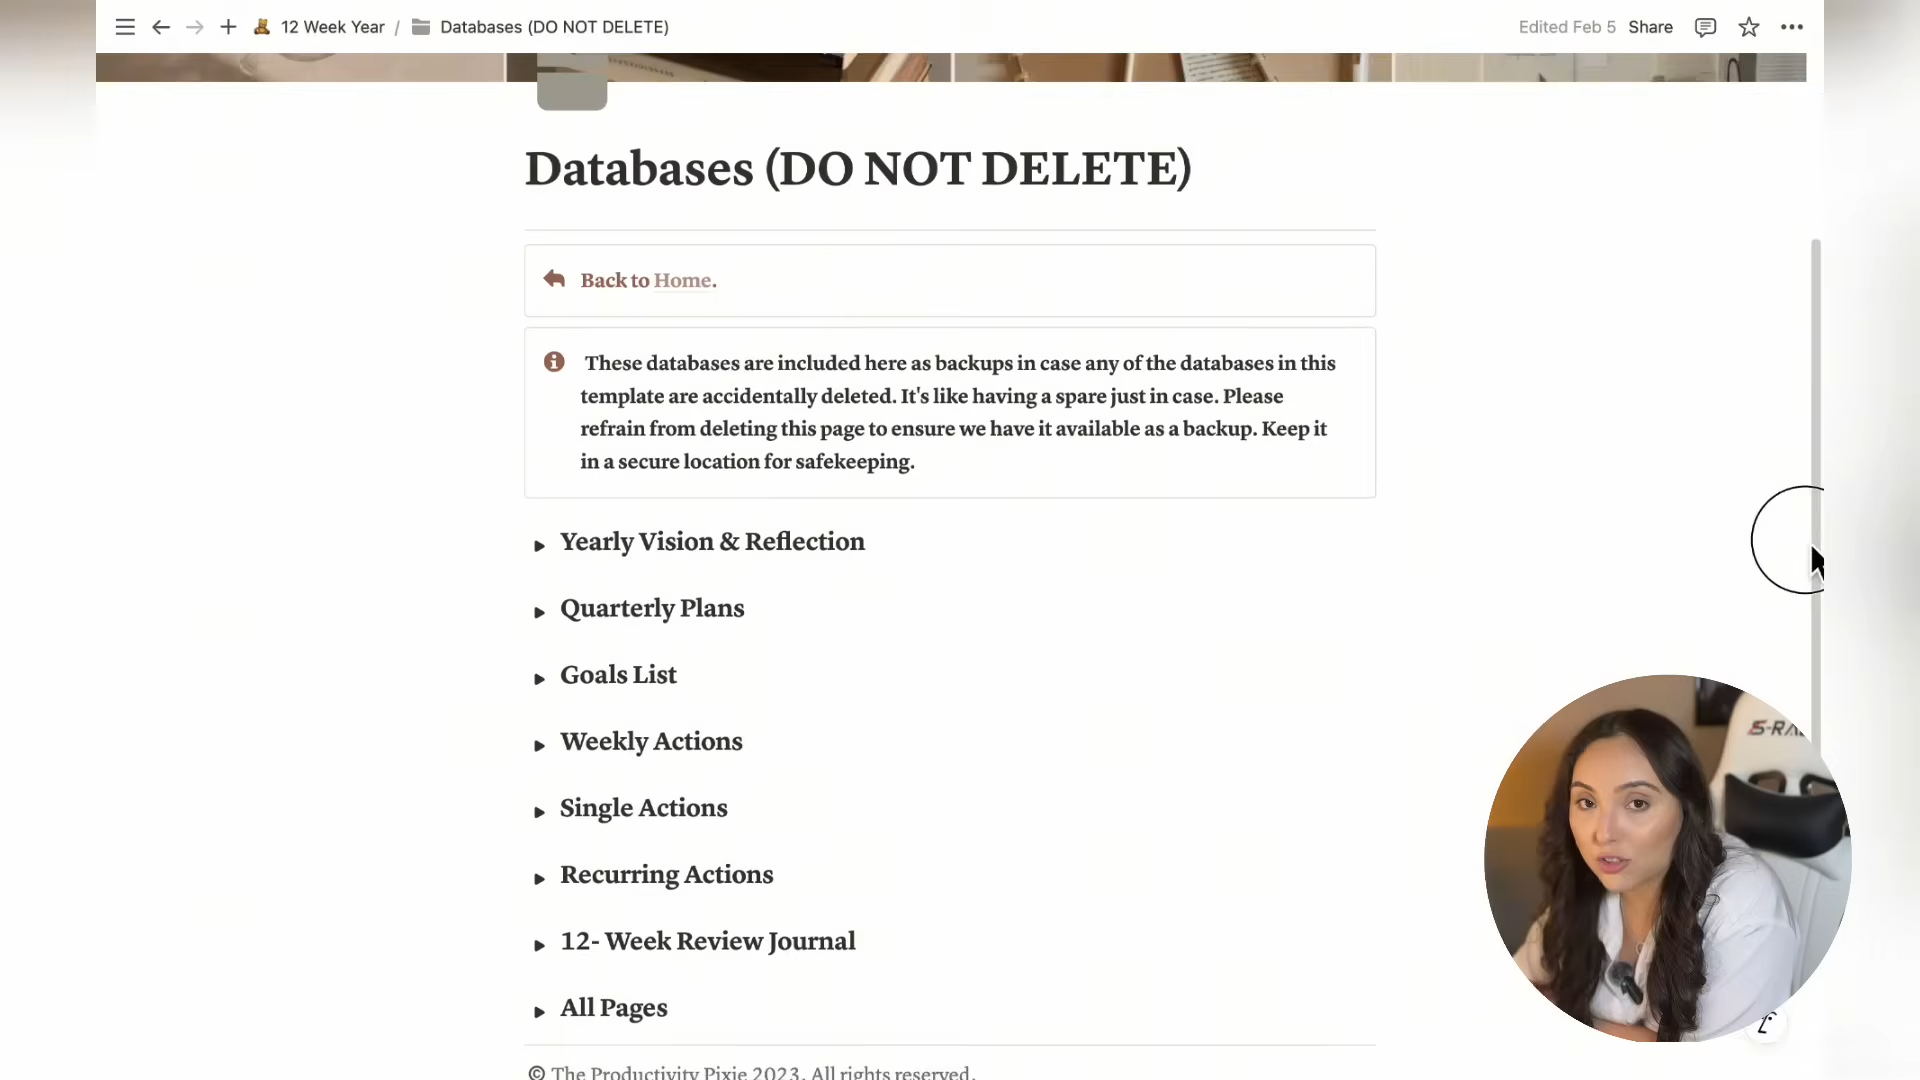 12 Week Year / Databases (DO NOT DELETE)
Edited Feb 5 Share
Databases (DO NOT DELETE)
Back to Home.
These databases are included here as backups in case any of the databases in this
template are accidentally deleted. It's like having a spare just in case. Please
refrain from deleting this page to ensure we have it available as a backup. Keep it
in a secure location for safekeeping.
Yearly Vision & Reflection
Quarterly Plans
Goals List
Weekly Actions
Single Actions
Recurring Actions
12- Week Review Journal
All Pages
© The Productivity Pixie 2023. All rights reserved.